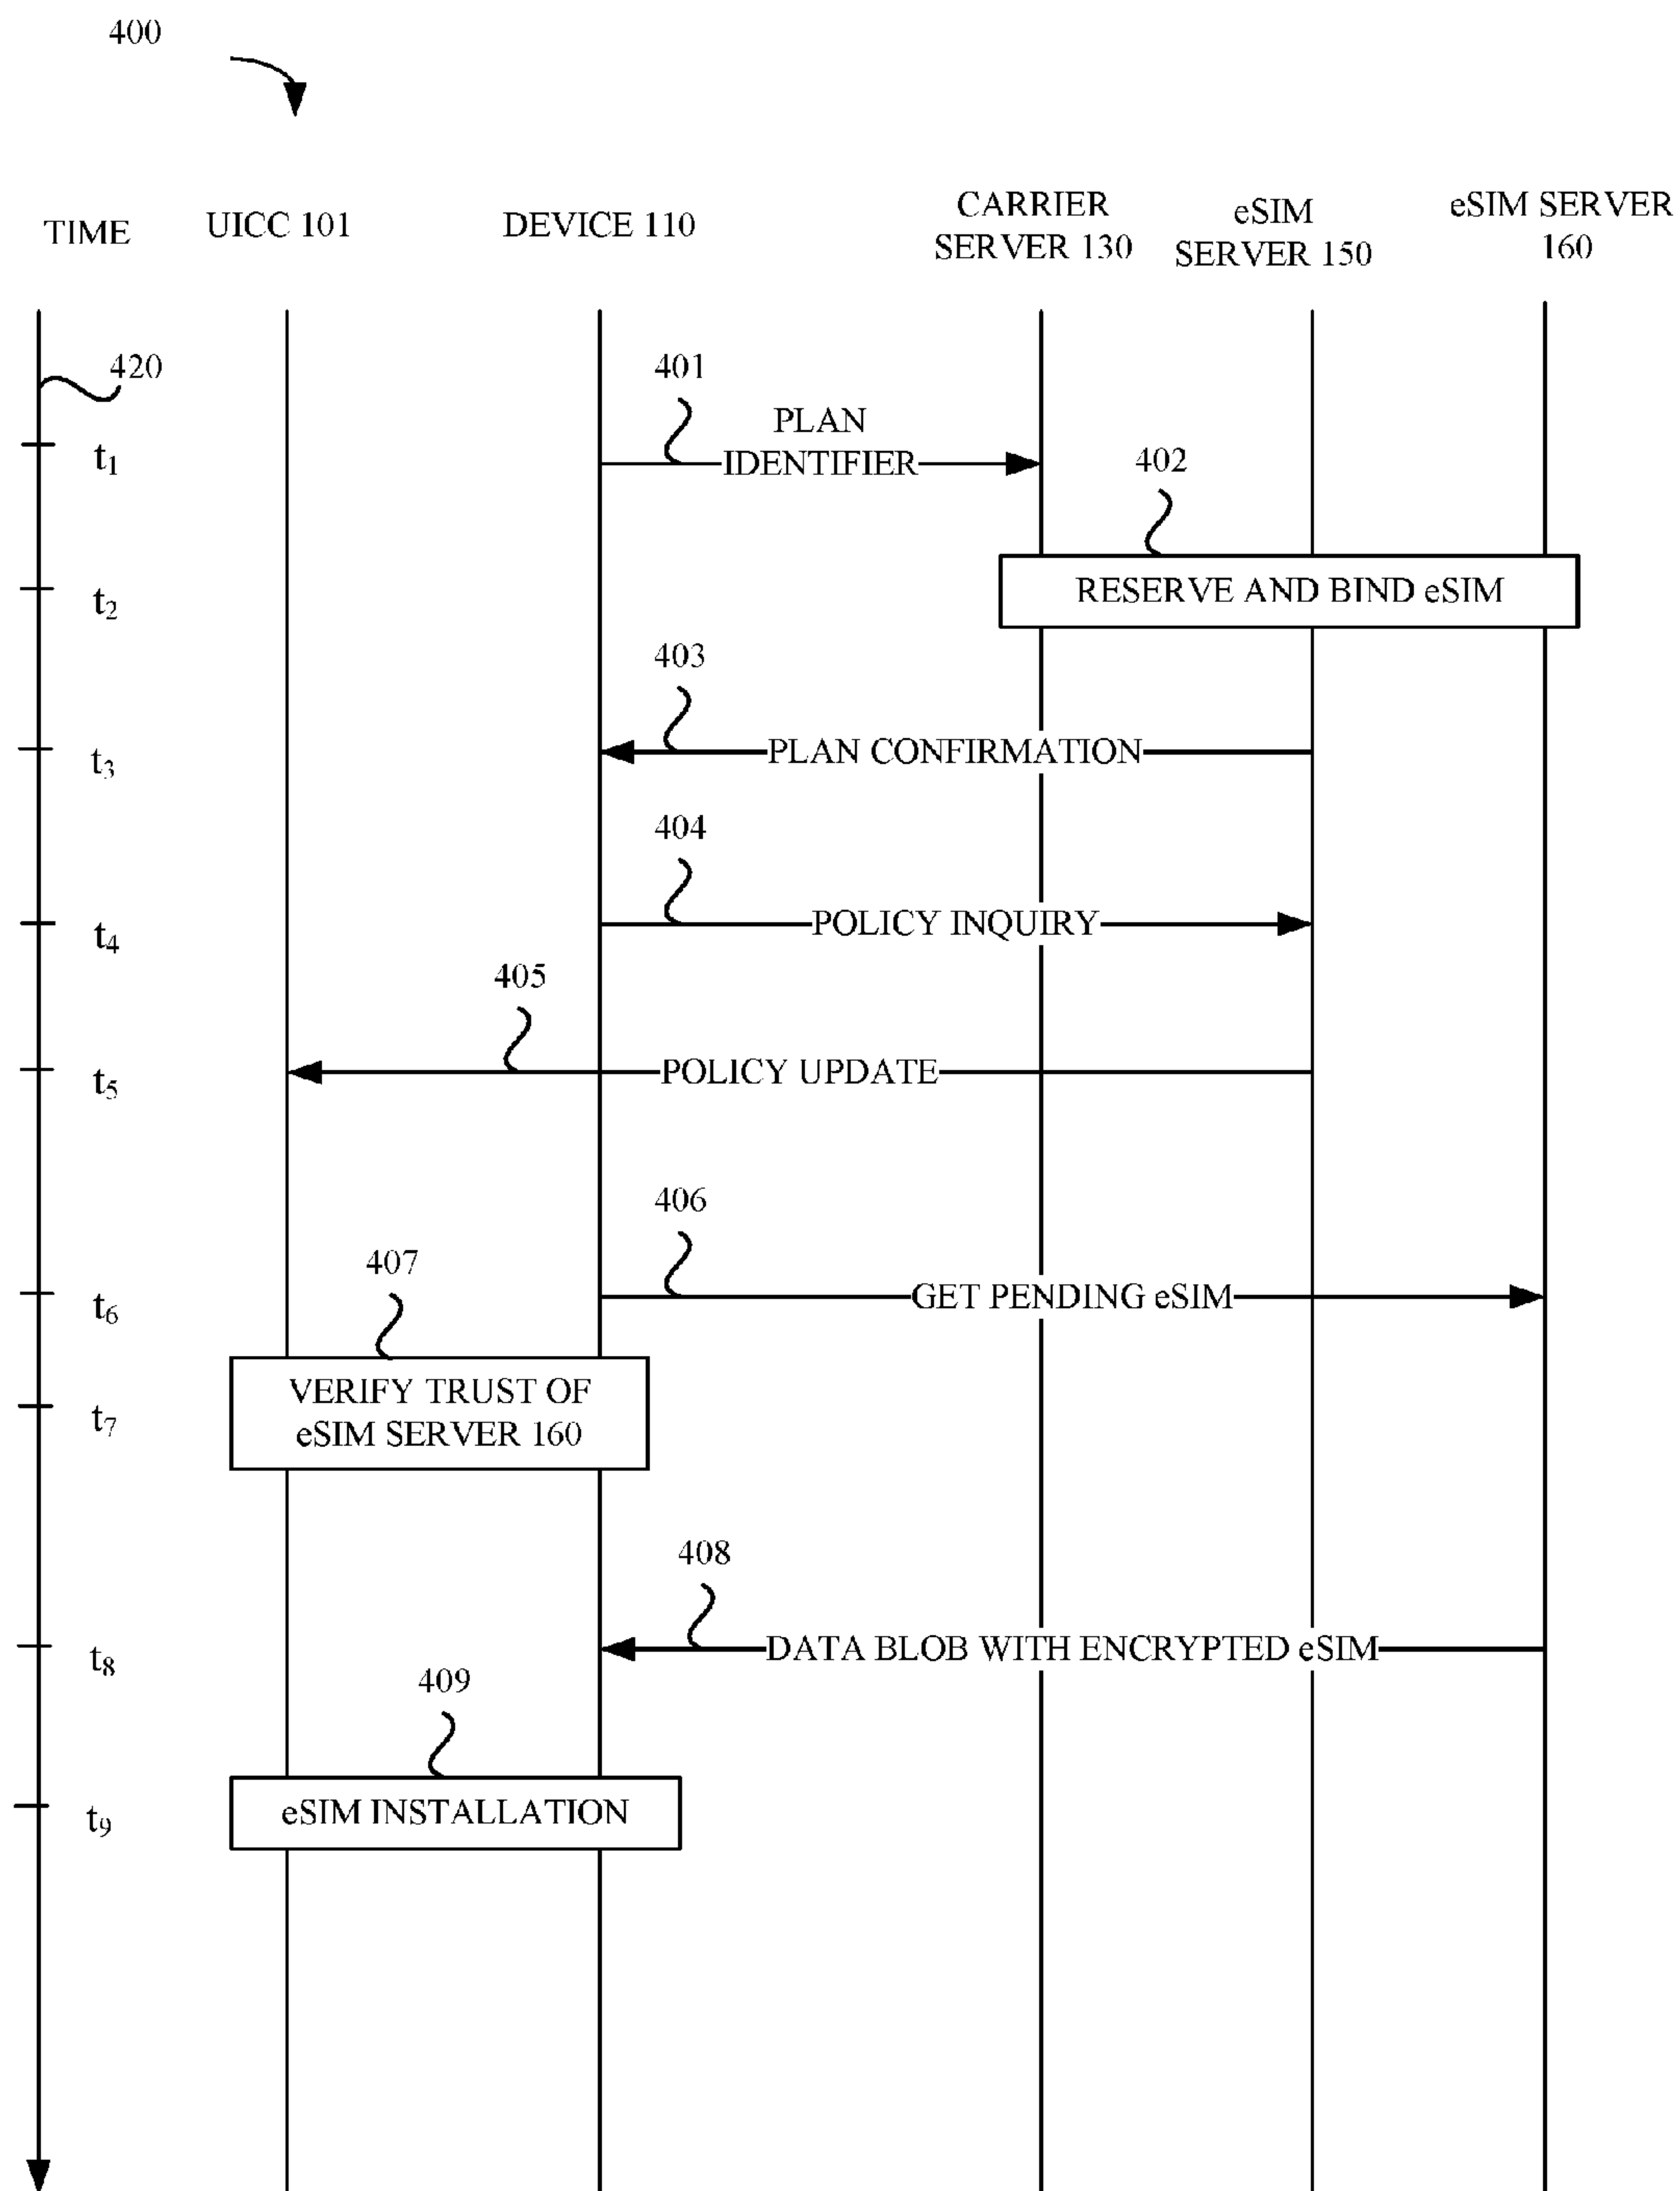 400
TIME
UICC 101
DEVICE 110
CARRIER
SERVER 130
eSIM
SERVER 150
eSIM SERVER
160
420
401
PLAN
IDENTIFIER
t1
402
RESERVE AND BIND eSIM
t2
403
PLAN CONFIRMATION
t3
404
POLICY INQUIRY
t4
405
POLICY UPDATE
t5
406
GET PENDING eSIM
t6
407
VERIFY TRUST OF
eSIM SERVER 160
t7
408
DATA BLOB WITH ENCRYPTED eSIM
t8
409
eSIM INSTALLATION
t9